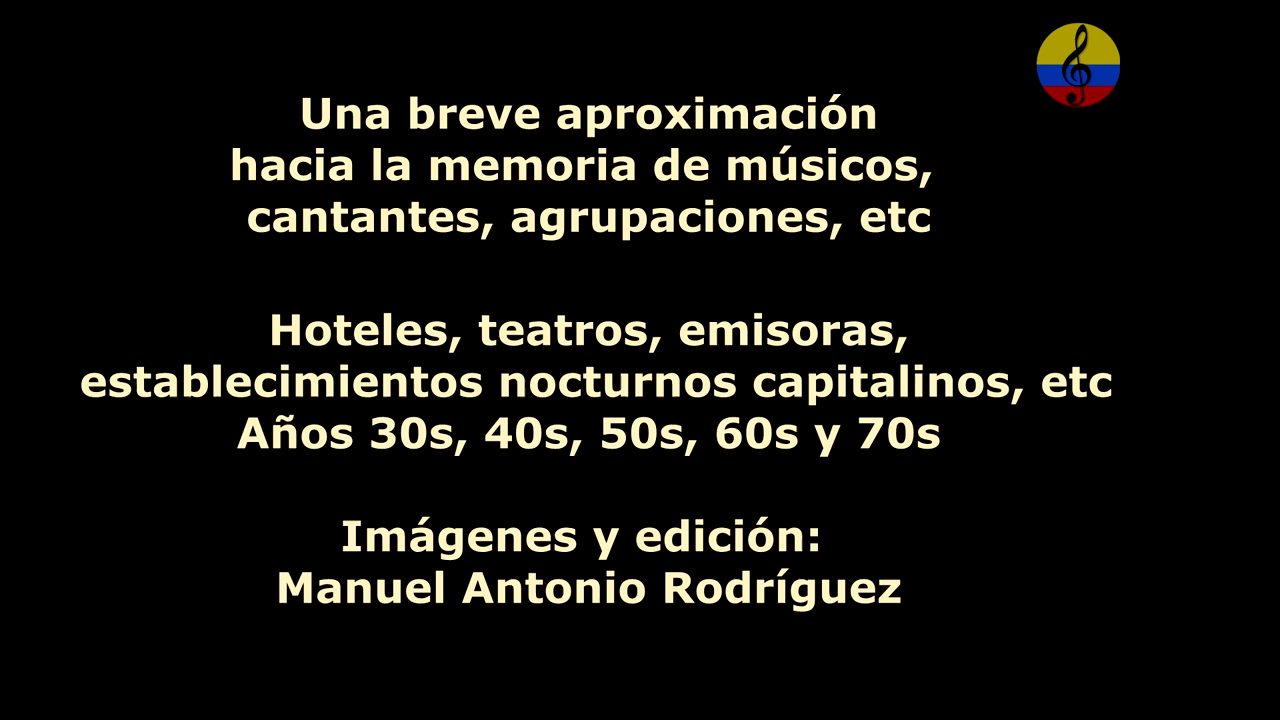 Una breve aproximación
hacia la memoria de músicos,
cantantes, agrupaciones, etc
Hoteles, teatros, emisoras,
establecimientos nocturnos capitalinos, etc
Años 30s, 40s, 50s, 60s y 70s
Imágenes y edición:
Manuel Antonio Rodríguez